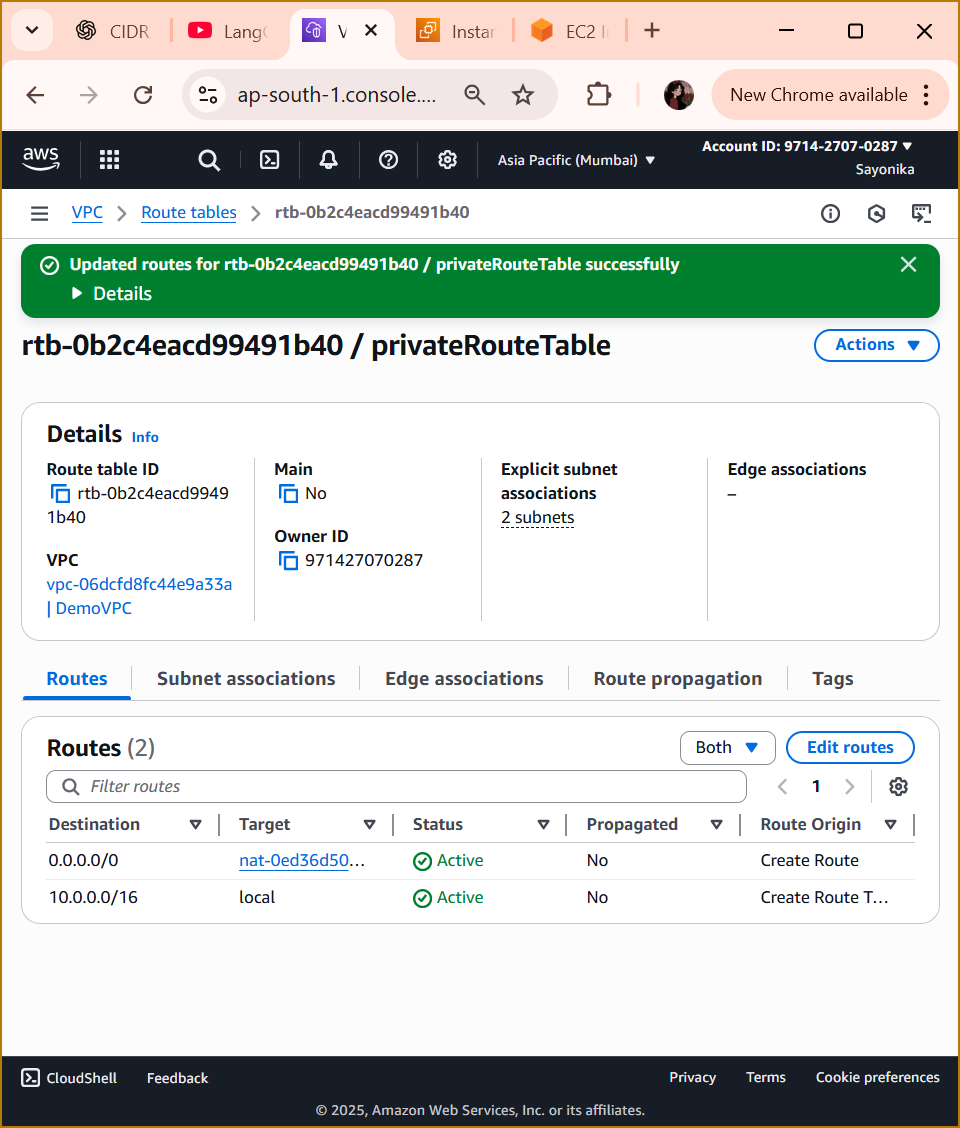 CIDR
Lang
V
Instar
EC2 I
ap-south-1.console....
New Chrome available
aws
Asia Pacific (Mumbai)
Account ID: 9714-2707-0287
Sayonika
VPC > Route tables > rtb-0b2c4eacd99491b40
Updated routes for rtb-0b2c4eacd99491b40 / privateRouteTable successfully
Details
rtb-0b2c4eacd99491b40 / privateRouteTable
Actions
Details Info
Route table ID
rtb-0b2c4eacd9949
1b40
VPC
vpc-06dcfd8fc44e9a33a
| DemoVPC
Main
No
Owner ID
971427070287
Explicit subnet
associations
2 subnets
Edge associations
–
Routes Subnet associations Edge associations Route propagation Tags
Routes (2)
Both
Edit routes
Filter routes
1
Destination Target Status Propagated Route Origin
0.0.0.0/0 nat-0ed36d50... Active No Create Route
10.0.0.0/16 local Active No Create Route T...
CloudShell Feedback
Privacy Terms Cookie preferences
© 2025, Amazon Web Services, Inc. or its affiliates.